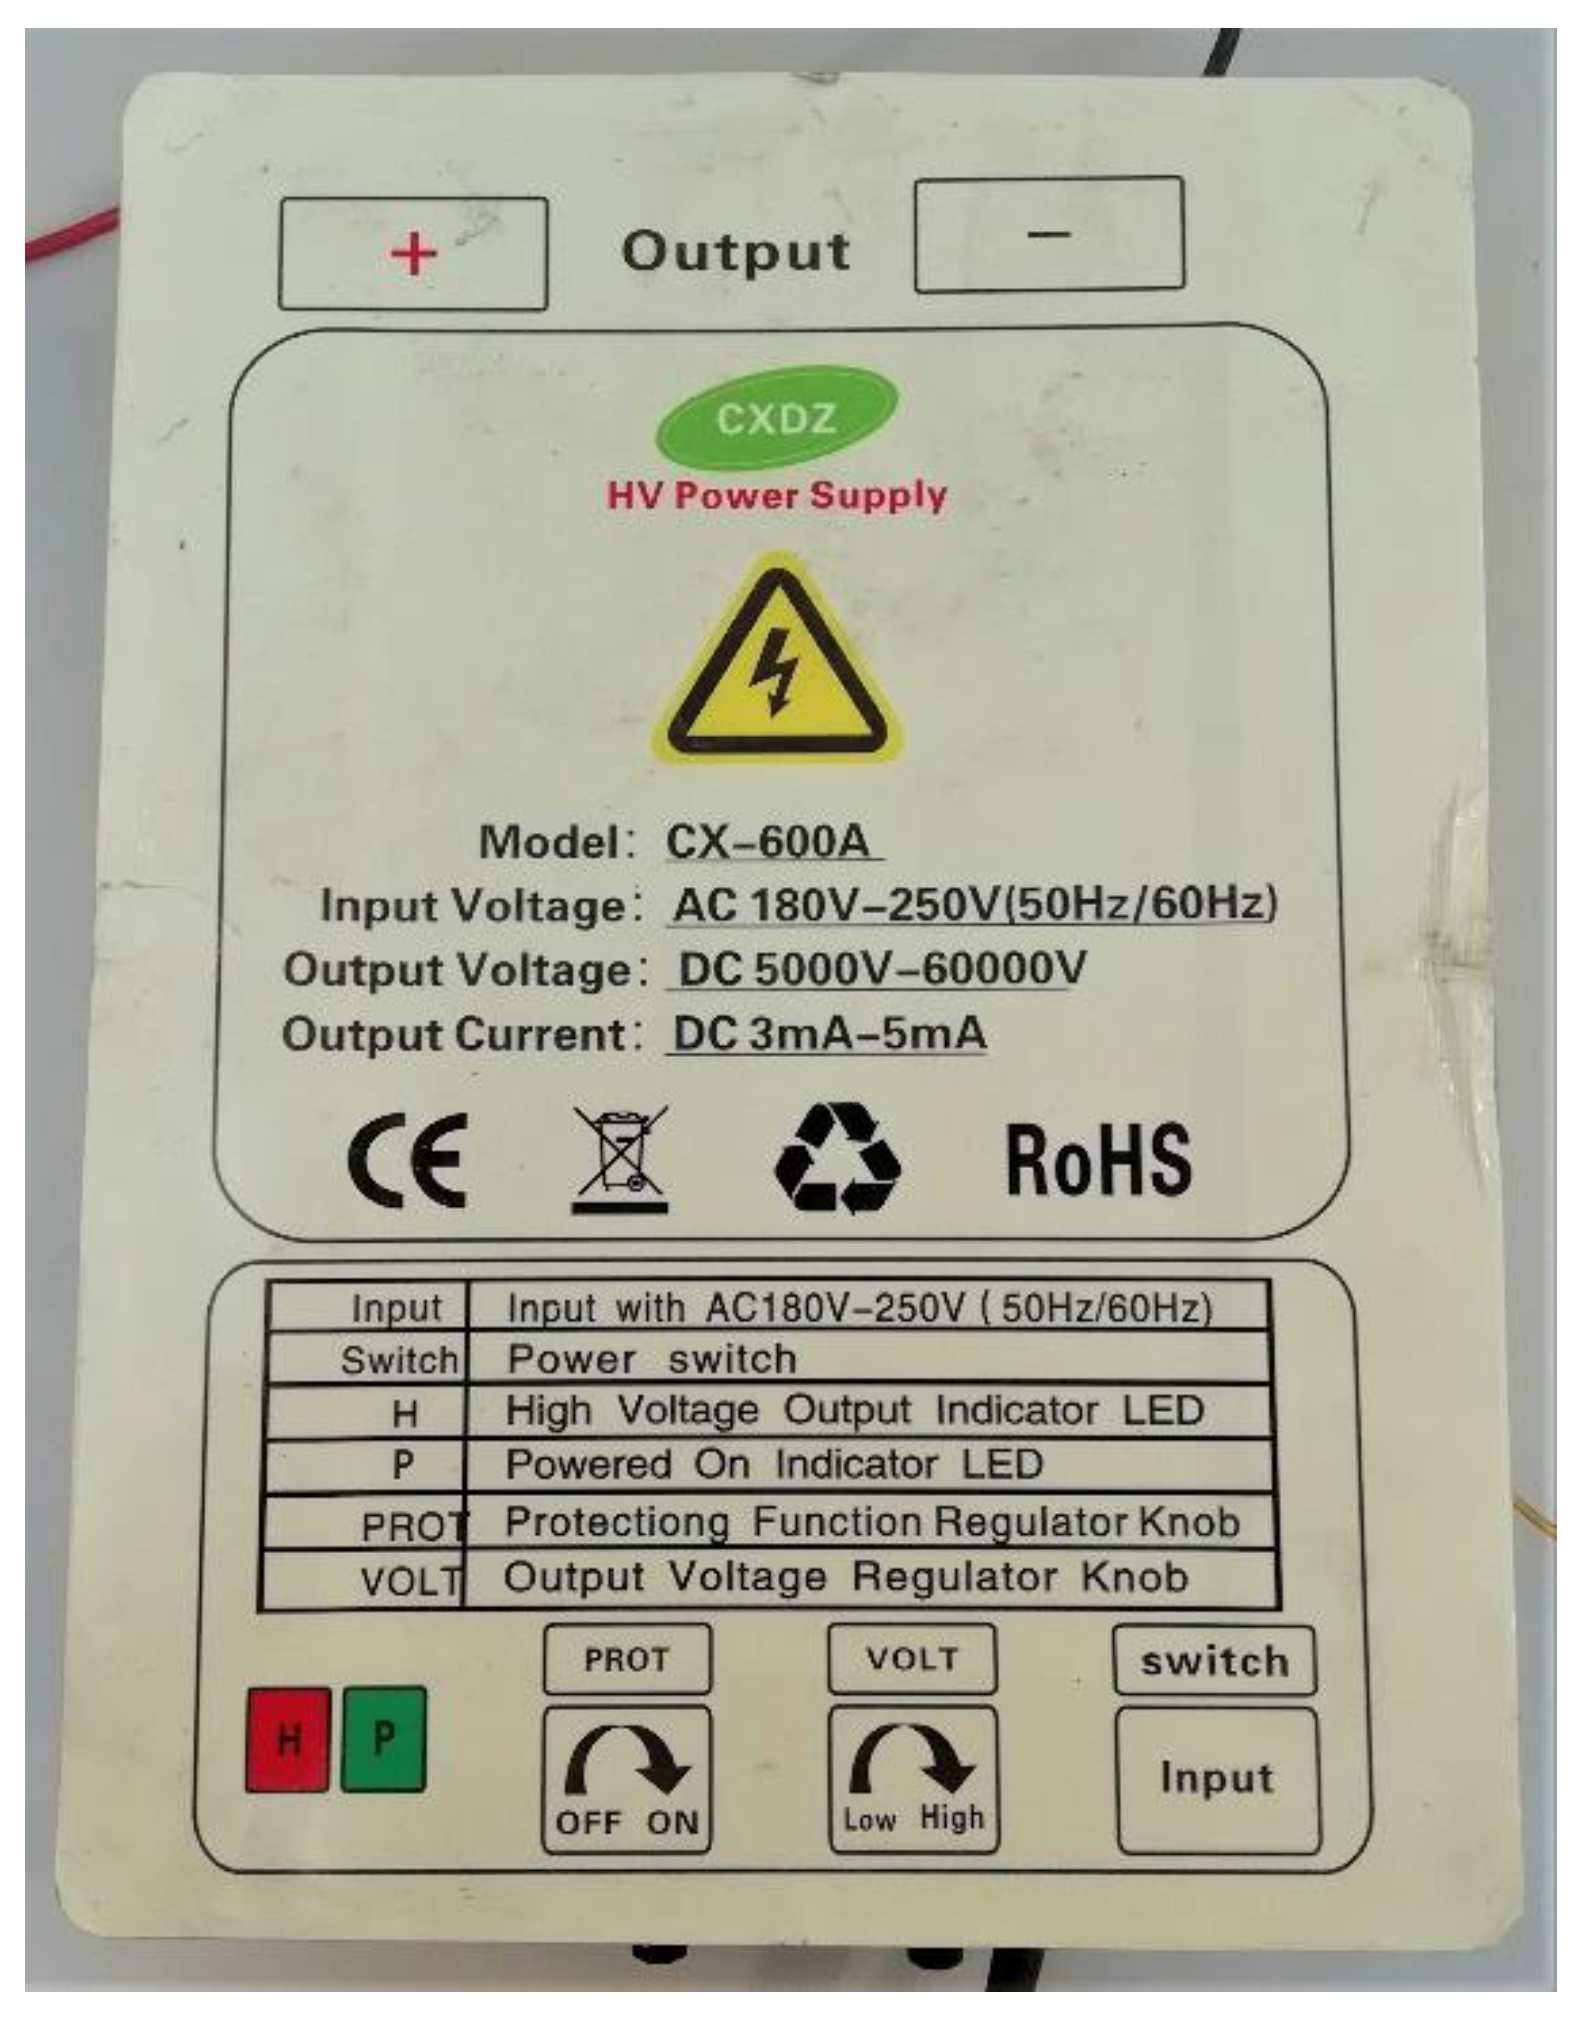 + Output —
CXDZ
HV Power Supply
Model: CX-600A
Input Voltage: AC 180V-250V(50Hz/60Hz)
Output Voltage: DC 5000V-60000V
Output Current: DC 3mA-5mA
CE RoHS
Input Input with AC180V-250V ( 50Hz/60Hz)
Switch Power switch
H High Voltage Output Indicator LED
P Powered On Indicator LED
PROT Protectiong Function Regulator Knob
VOLT Output Voltage Regulator Knob
PROT VOLT switch
H P
OFF ON Low High Input